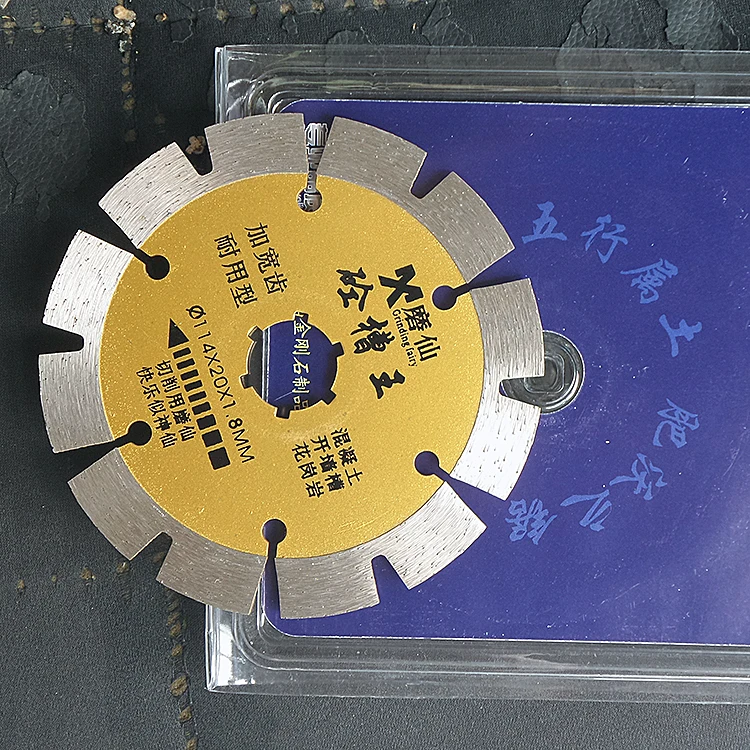 加宽齿
耐用型
磨仙
Grinding fairy
砼槽王
Ø114X20X1.8MM
切削用磨仙
快乐似神仙
混凝土
开墙槽
花岗岩
金刚石制品
五行属土